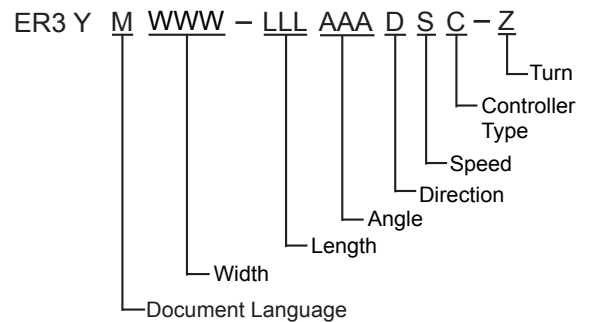 ER3 Y M WWW – LLL AAA D S C – Z
Turn
Controller
Type
Speed
Direction
Angle
Length
Width
Document Language